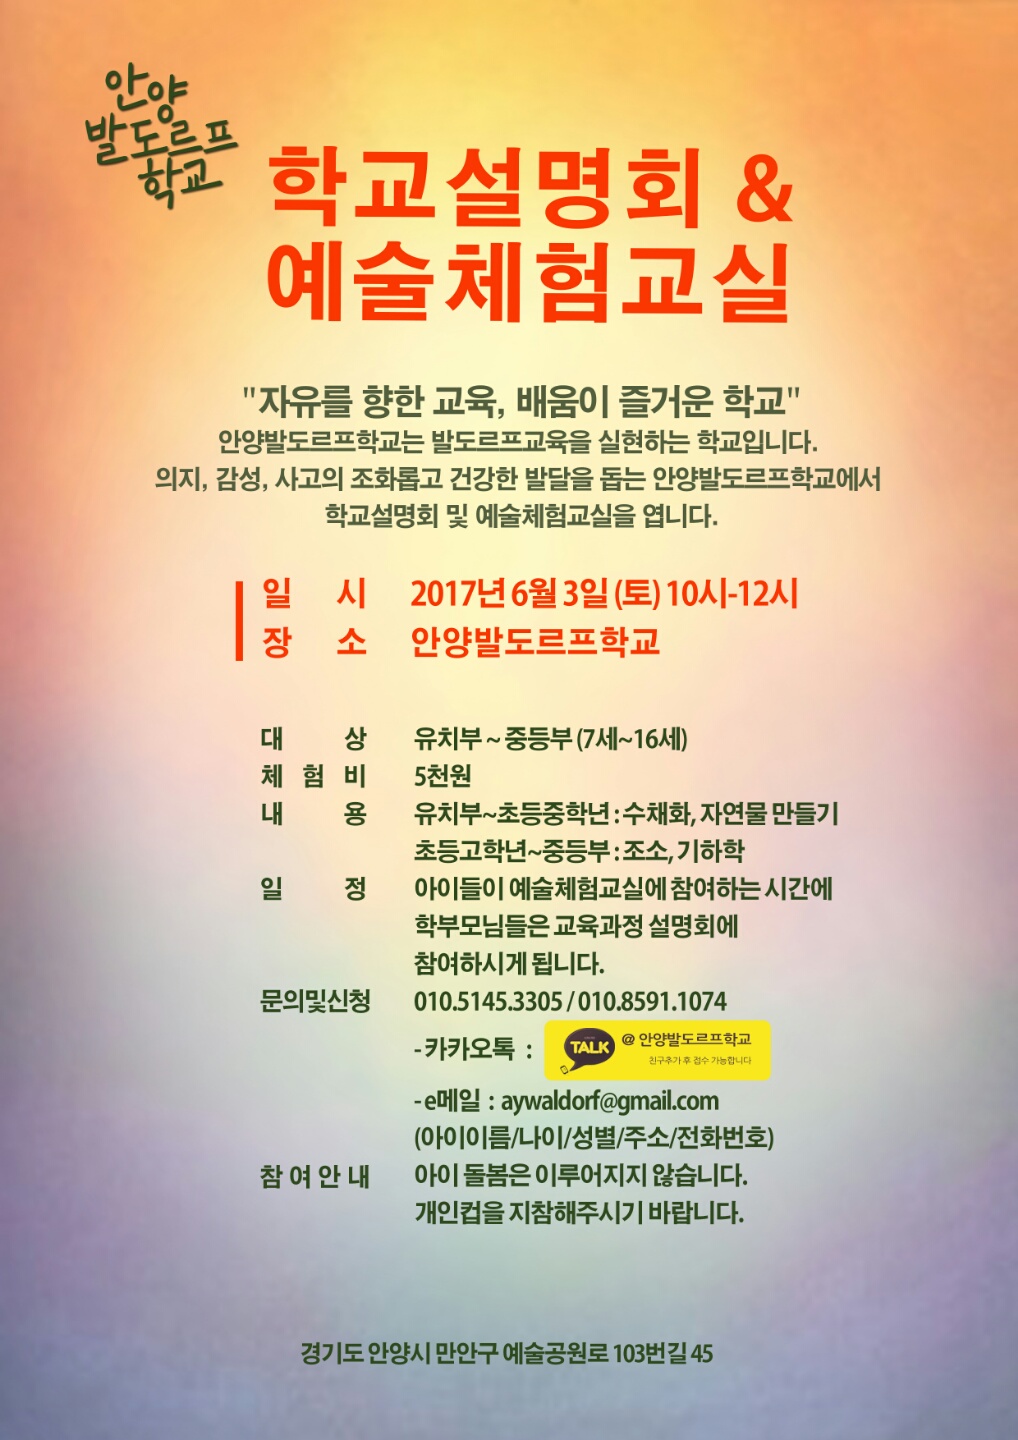 안양
발도르프
학교
학교설명회 &
예술체험교실
"자유를 향한 교육, 배움이 즐거운 학교"
안양발도르프학교는 발도르프교육을 실현하는 학교입니다.
의지, 감성, 사고의 조화롭고 건강한 발달을 돕는 안양발도르프학교에서
학교설명회 및 예술체험교실을 엽니다.
일 시 2017년 6월 3일 (토) 10시-12시
장 소 안양발도르프학교
대 상 유치부 ~ 중등부 (7세~16세)
체 험 비 5천원
내 용 유치부~초등중학년 : 수채화, 자연물 만들기
초등고학년~중등부 : 조소, 기하학
일 정 아이들이 예술체험교실에 참여하는 시간에
학부모님들은 교육과정 설명회에
참여하시게 됩니다.
문의및신청 010.5145.3305 / 010.8591.1074
- 카카오톡 : TALK @ 안양발도르프학교
친구추가 후 접수 가능합니다
- e메일 : aywaldorf@gmail.com
(아이이름/나이/성별/주소/전화번호)
참 여 안 내 아이 돌봄은 이루어지지 않습니다.
개인컵을 지참해주시기 바랍니다.
경기도 안양시 만안구 예술공원로 103번길 45